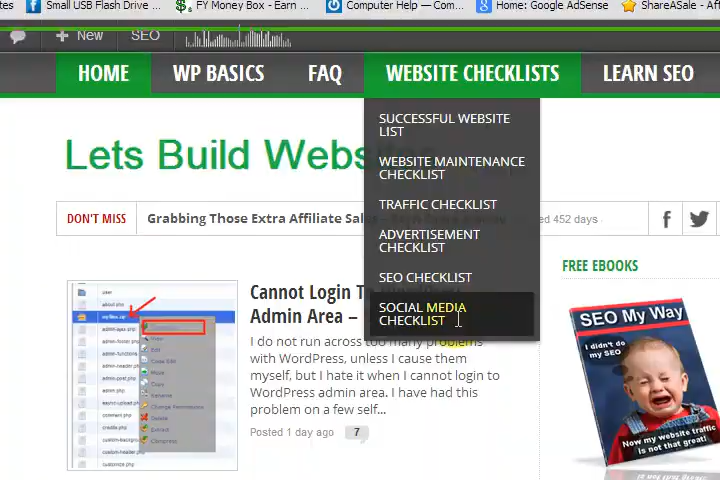 Small USB Flash Drive ...
FY Money Box - Earn ...
Computer Help — Com...
Home: Google AdSense
ShareASale - Aff
+ New
SEO
HOME
WP BASICS
FAQ
WEBSITE CHECKLISTS
LEARN SEO
SUCCESSFUL WEBSITE
LIST
WEBSITE MAINTENANCE
CHECKLIST
TRAFFIC CHECKLIST
ADVERTISEMENT
CHECKLIST
SEO CHECKLIST
SOCIAL MEDIA
CHECKLIST
Lets Build Webs
DON'T MISS
Grabbing Those Extra Affiliate
452 days
FREE EBOOKS
Cannot Login
Admin Area –
I do not run across too many problems
with WordPress, unless I cause them
myself, but I hate it when I cannot login
to WordPress admin area. I have had this
problem on a few self...
Posted 1 day ago
7
SEO My Way
I didn't do
my SEO
Now my website traffic
is not that great!